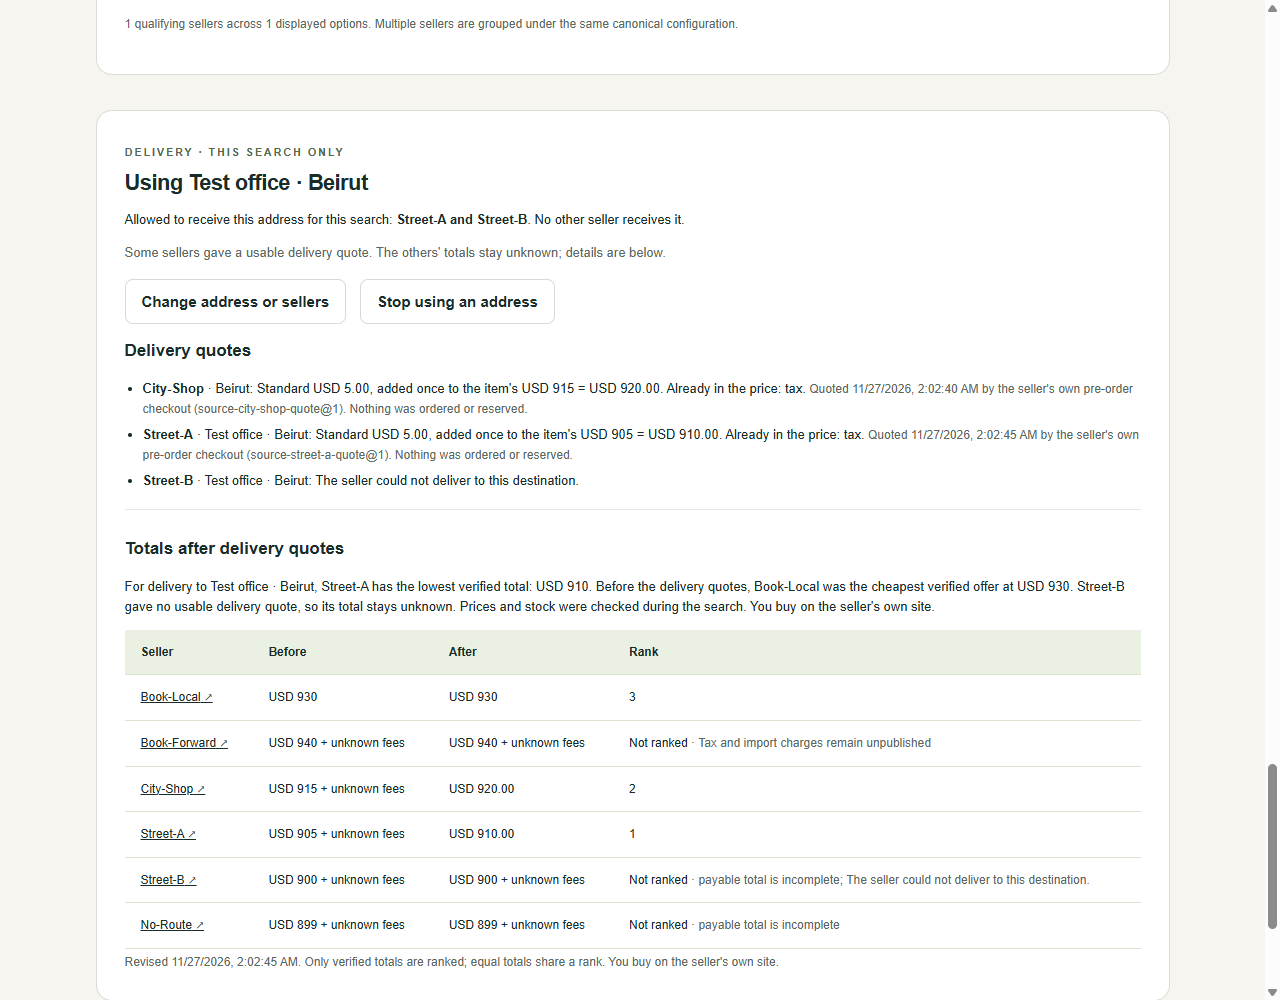 1 qualifying sellers across 1 displayed options. Multiple sellers are grouped under the same canonical configuration.
DELIVERY · THIS SEARCH ONLY
Using Test office · Beirut
Allowed to receive this address for this search: Street-A and Street-B. No other seller receives it.
Some sellers gave a usable delivery quote. The others' totals stay unknown; details are below.
Change address or sellers
Stop using an address
Delivery quotes
• City-Shop · Beirut: Standard USD 5.00, added once to the item's USD 915 = USD 920.00. Already in the price: tax. Quoted 11/27/2026, 2:02:40 AM by the seller's own pre-order
checkout (source-city-shop-quote@1). Nothing was ordered or reserved.
• Street-A · Test office · Beirut: Standard USD 5.00, added once to the item's USD 905 = USD 910.00. Already in the price: tax. Quoted 11/27/2026, 2:02:45 AM by the seller's own
pre-order checkout (source-street-a-quote@1). Nothing was ordered or reserved.
• Street-B · Test office · Beirut: The seller could not deliver to this destination.
Totals after delivery quotes
For delivery to Test office · Beirut, Street-A has the lowest verified total: USD 910. Before the delivery quotes, Book-Local was the cheapest verified offer at USD 930. Street-B
gave no usable delivery quote, so its total stays unknown. Prices and stock were checked during the search. You buy on the seller's own site.
Seller Before After Rank
Book-Local ↗ USD 930 USD 930 3
Book-Forward ↗ USD 940 + unknown fees USD 940 + unknown fees Not ranked · Tax and import charges remain unpublished
City-Shop ↗ USD 915 + unknown fees USD 920.00 2
Street-A ↗ USD 905 + unknown fees USD 910.00 1
Street-B ↗ USD 900 + unknown fees USD 900 + unknown fees Not ranked · payable total is incomplete; The seller could not deliver to this destination.
No-Route ↗ USD 899 + unknown fees USD 899 + unknown fees Not ranked · payable total is incomplete
Revised 11/27/2026, 2:02:45 AM. Only verified totals are ranked; equal totals share a rank. You buy on the seller's own site.